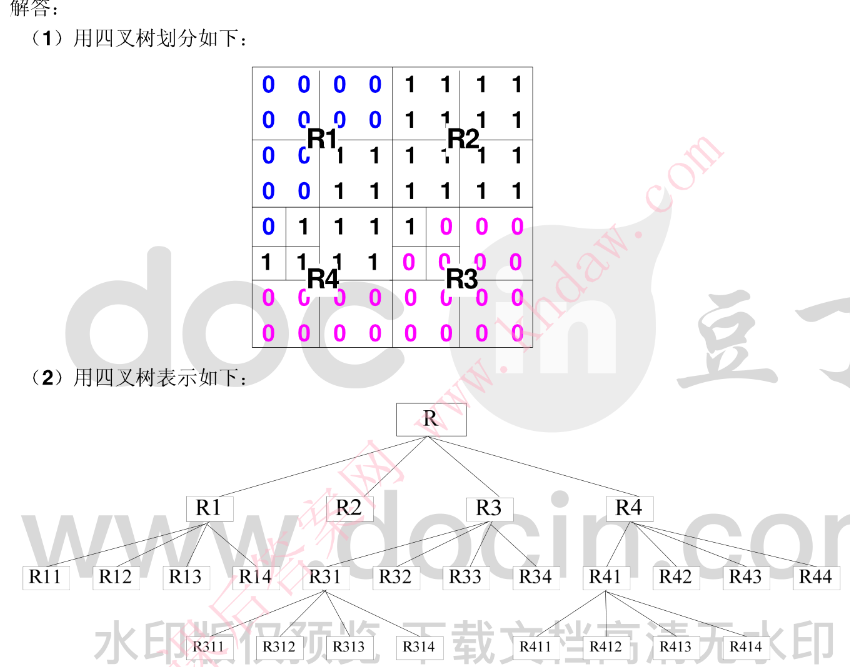 解答：
（1）用四叉树划分如下：
0 0 0 0 1 1 1 1
0 0 0 0 1 1 1 1
R1 R2
0 0 1 1 1 1 1 1
0 0 1 1 1 1 1 1
0 1 1 1 1 0 0 0
1 1 1 1 0 0 0 0
R4 R3
0 0 0 0 0 0 0 0
0 0 0 0 0 0 0 0
（2）用四叉树表示如下：
R
R1 R2 R3 R4
R11 R12 R13 R14 R31 R32 R33 R34 R41 R42 R43 R44
R311 R312 R313 R314 R411 R412 R413 R414
doc in 豆丁
www.docin.com
水印版仅预览 下载文档高清无水印
课后答案网 www.khdaw.com